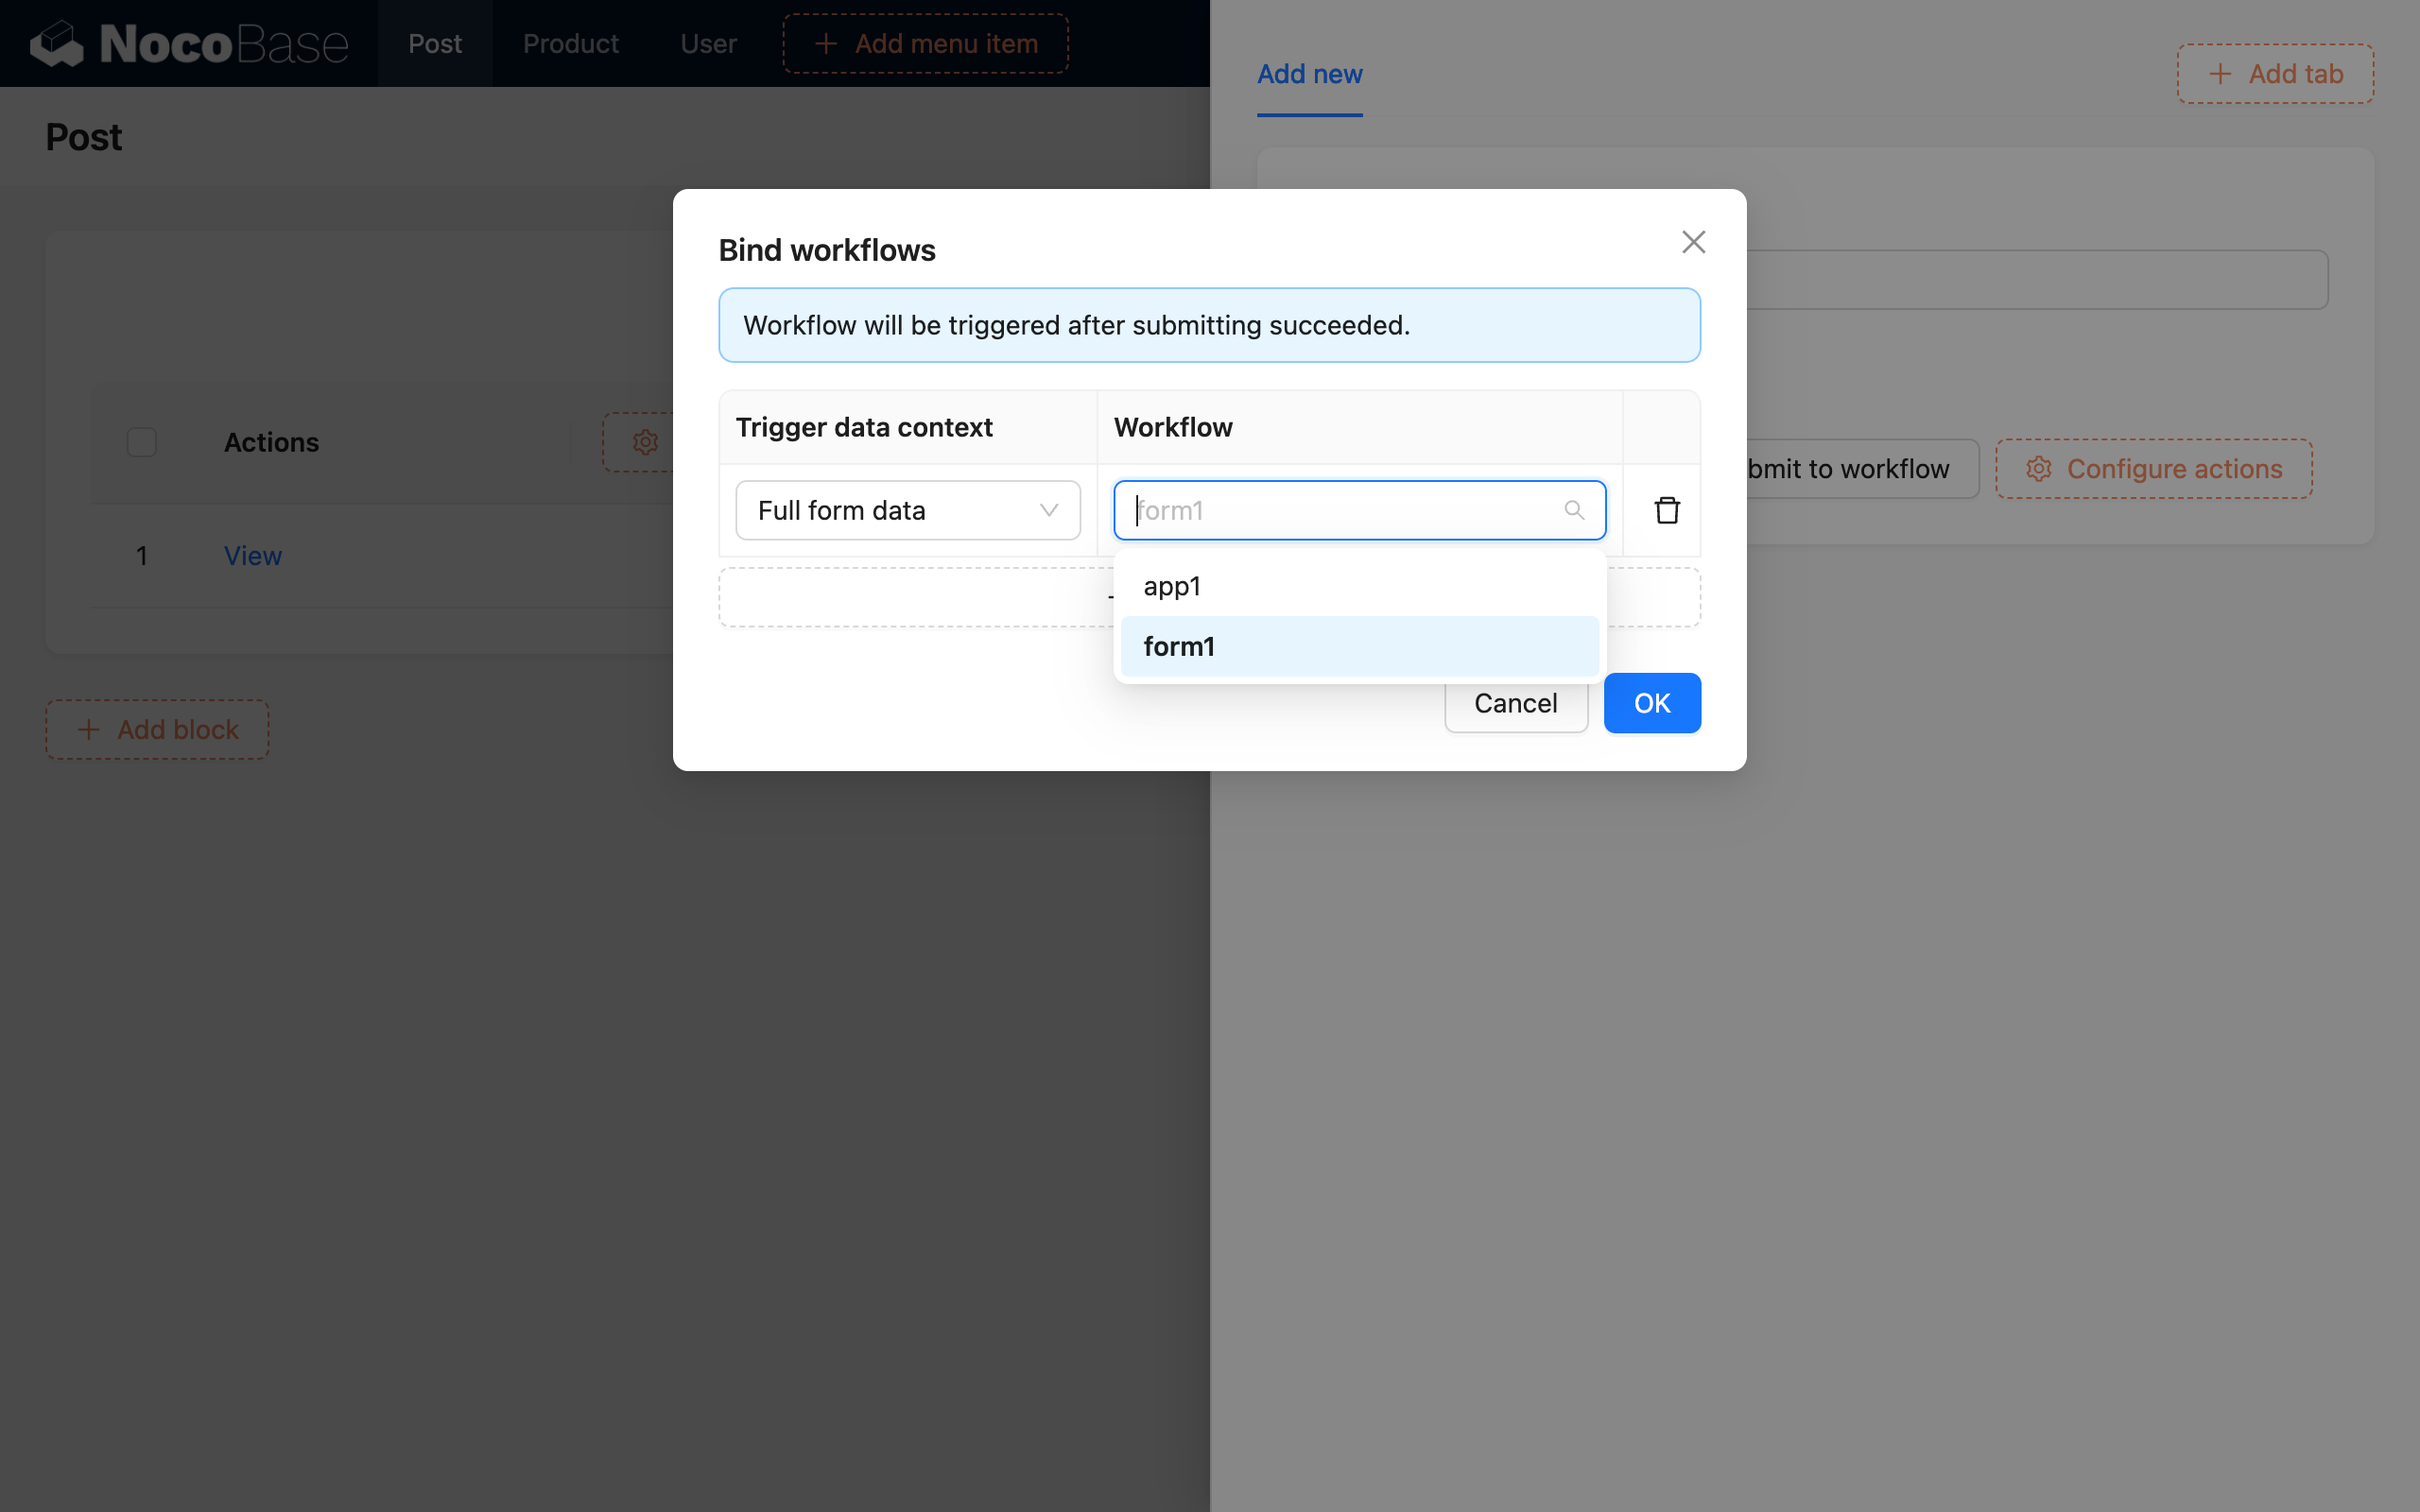 NocoBase
Post
Product
User
Add menu item
Add new
Add tab
Post
Bind workflows
Workflow will be triggered after submitting succeeded.
Trigger data context
Workflow
Actions
Full form data
form1
bmit to workflow
Configure actions
1
View
app1
form1
Cancel
OK
Add block